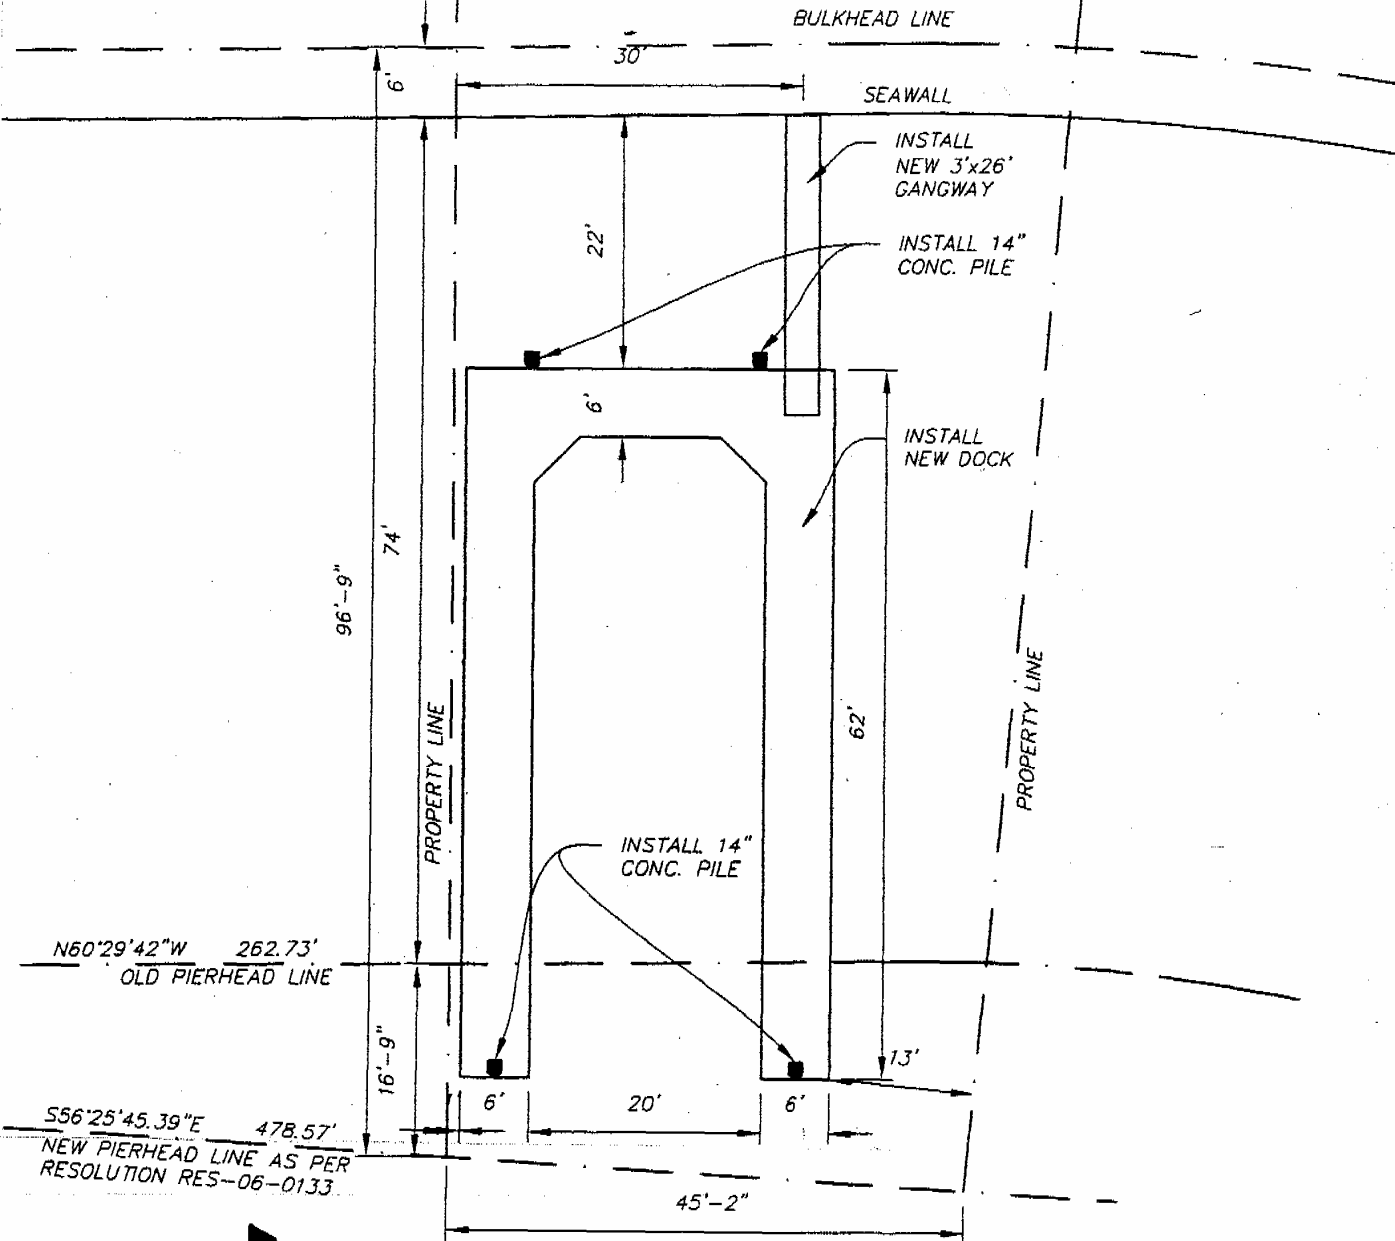 BULKHEAD LINE
30'
6'
SEAWALL
INSTALL
NEW 3'x26'
GANGWAY
22'
INSTALL 14"
CONC. PILE
6'
INSTALL
NEW DOCK
74'
96'-9"
PROPERTY LINE
62'
PROPERTY LINE
INSTALL 14"
CONC. PILE
N60°29'42"W 262.73'
OLD PIERHEAD LINE
16'-9"
13'
6'
20'
6'
S56°25'45.39"E 478.57'
NEW PIERHEAD LINE AS PER
RESOLUTION RES-06-0133
45'-2"